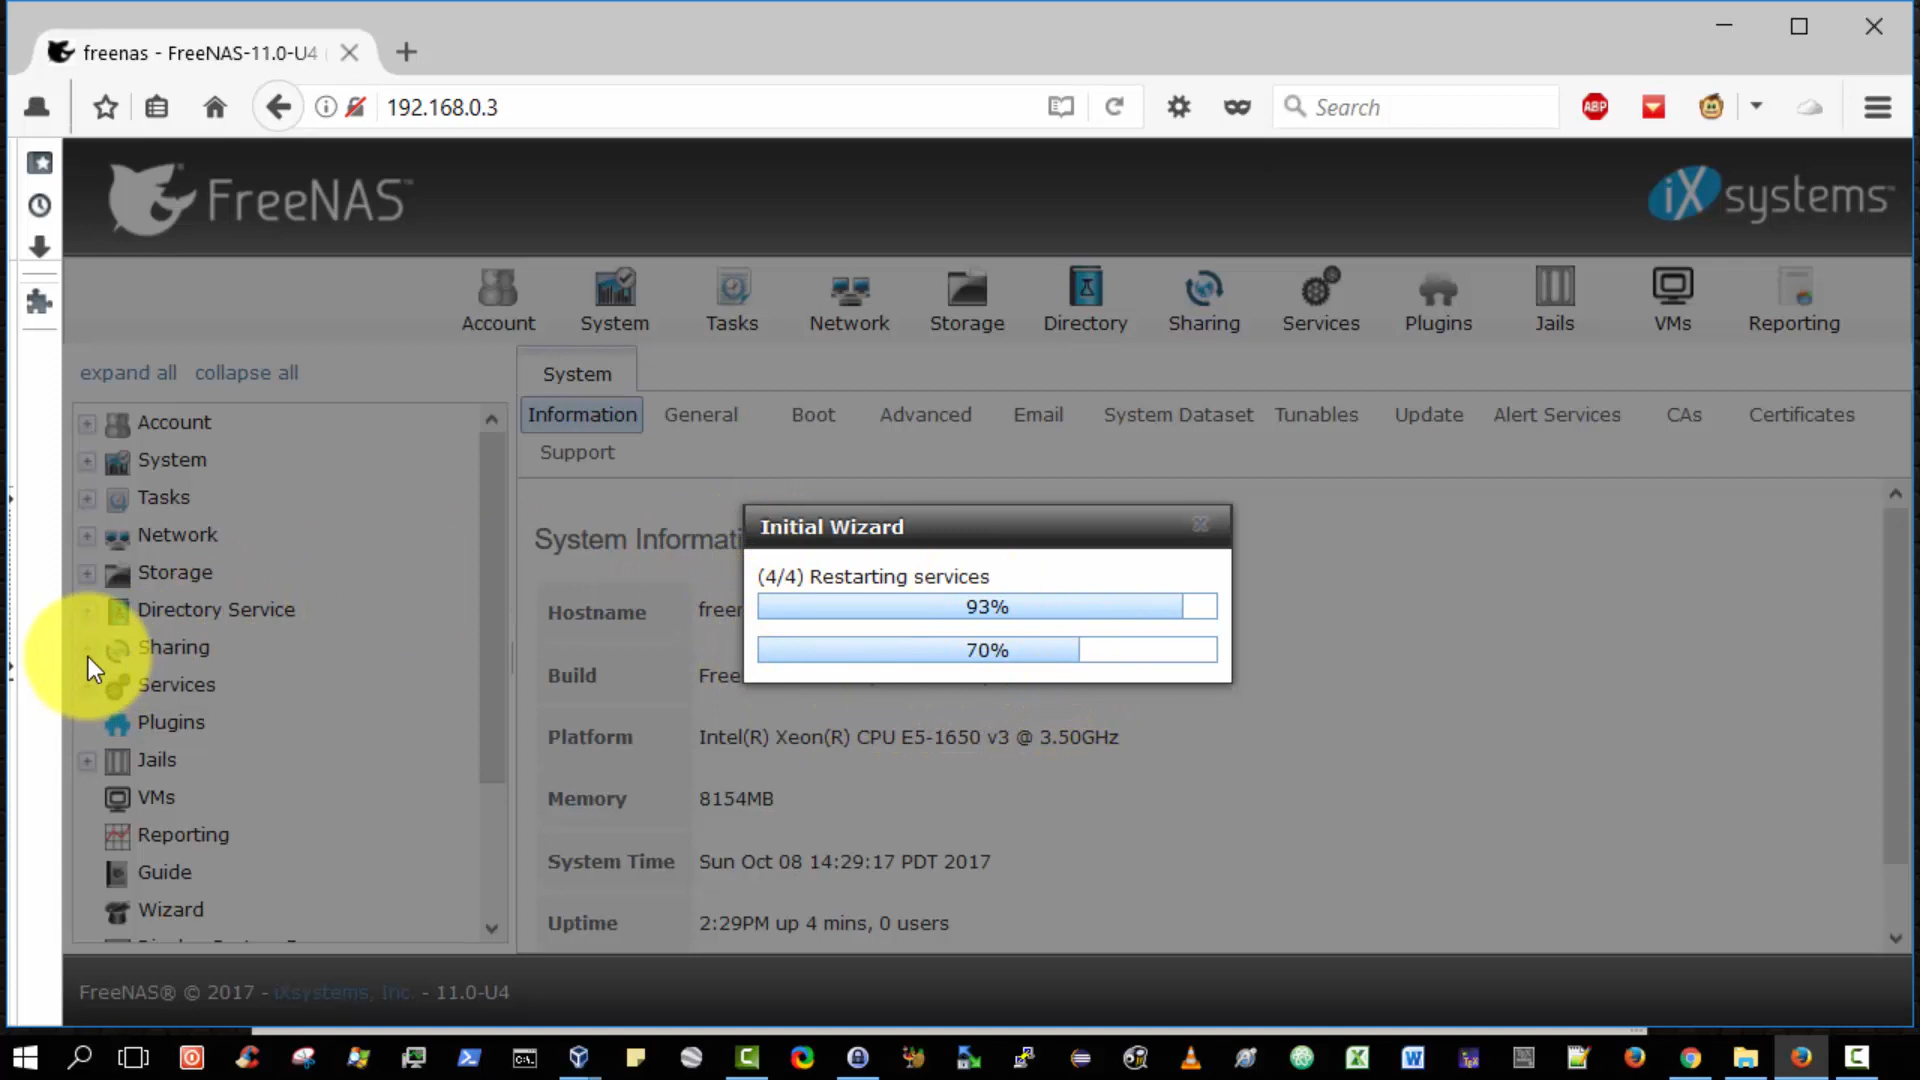 freenas - FreeNAS-11.0-U4
192.168.0.3
Search
ABP
FreeNAS™
iX systems™
Account
System
Tasks
Network
Storage
Directory
Sharing
Services
Plugins
Jails
VMs
Reporting
expand all collapse all
Account
System
Tasks
Network
Storage
Directory Service
Sharing
Services
Plugins
Jails
VMs
Reporting
Guide
Wizard
System
Information
General
Boot
Advanced
Email
System Dataset
Tunables
Update
Alert Services
CAs
Certificates
Support
System Informati
Hostname freen
Build Free
Platform Intel(R) Xeon(R) CPU E5-1650 v3 @ 3.50GHz
Memory 8154MB
System Time Sun Oct 08 14:29:17 PDT 2017
Uptime 2:29PM up 4 mins, 0 users
Initial Wizard
(4/4) Restarting services
93%
70%
FreeNAS® © 2017 - iXsystems, Inc. - 11.0-U4